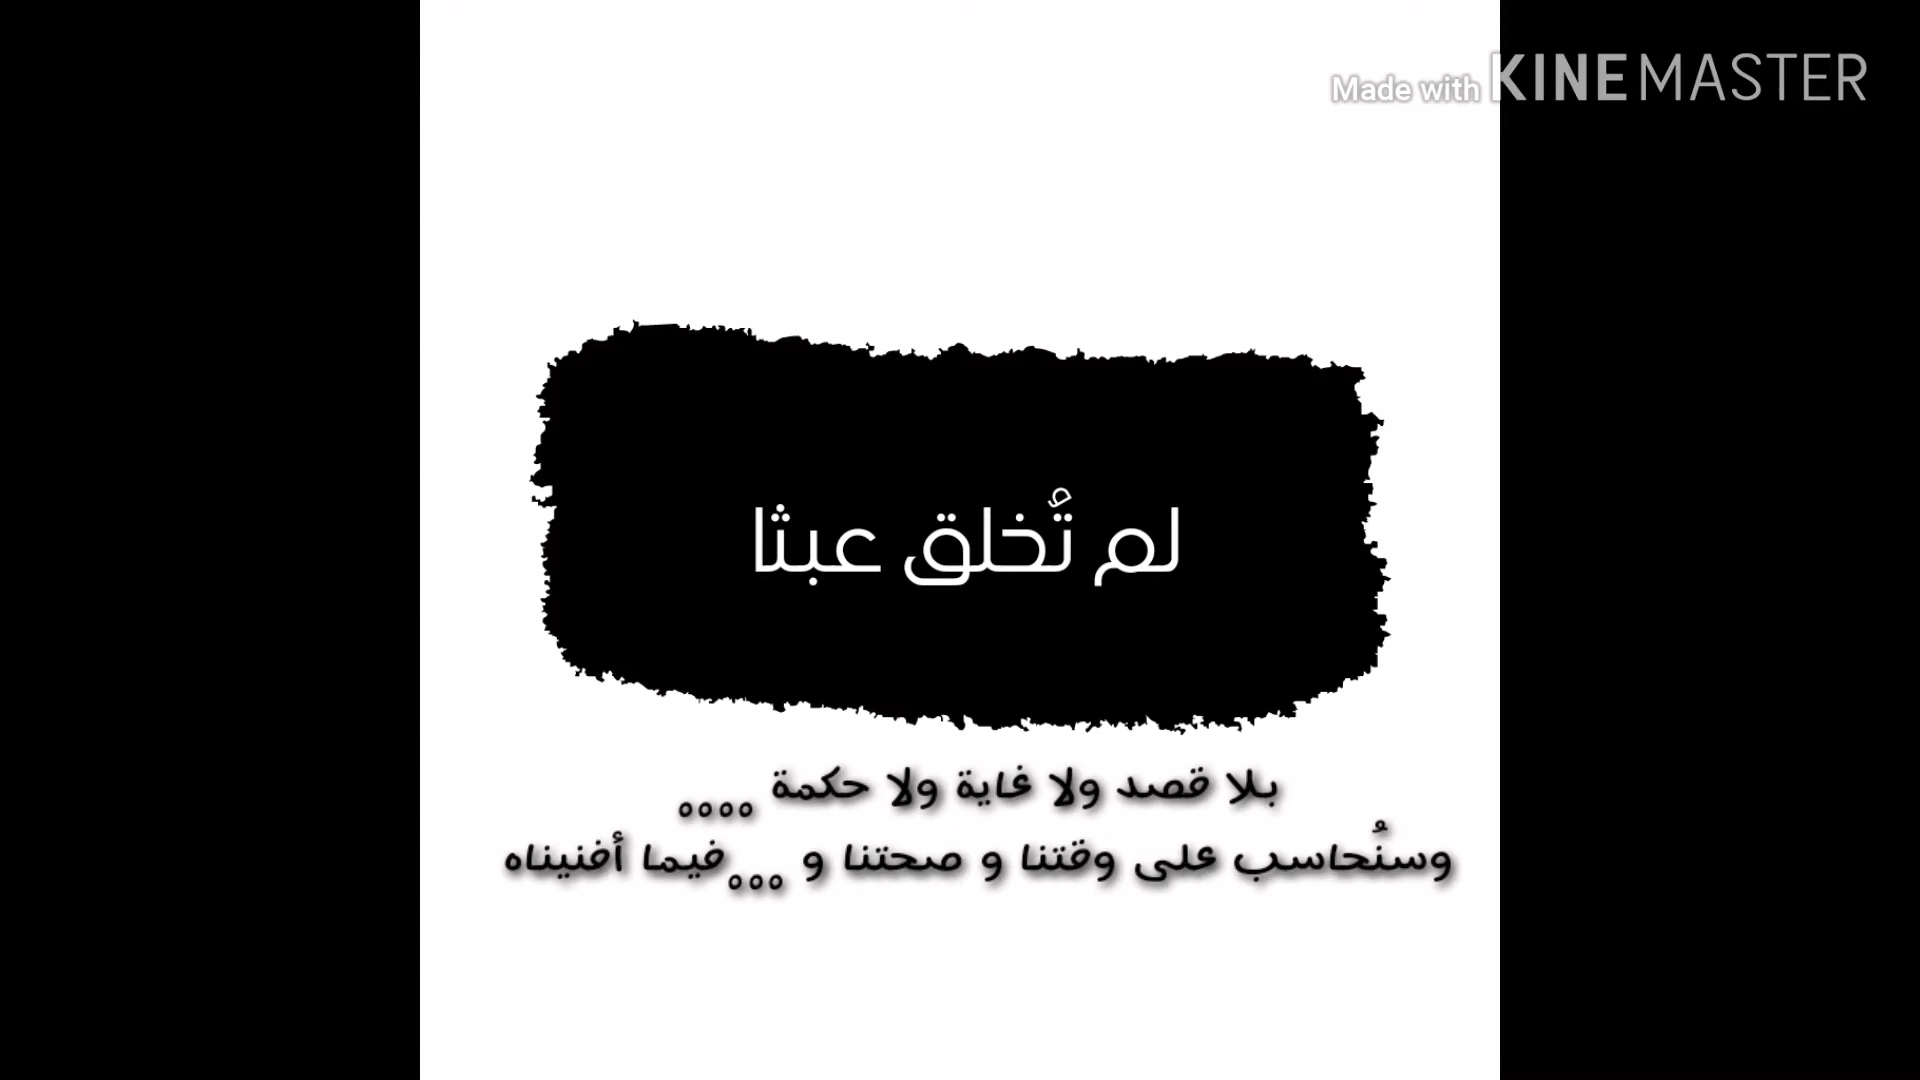 Made with KINEMASTER
لم تُخلق عبثا
بلا قصد ولا غاية ولا حكمة ....
وسنُحاسب على وقتنا و صحتنا و ...فيما أفنيناه